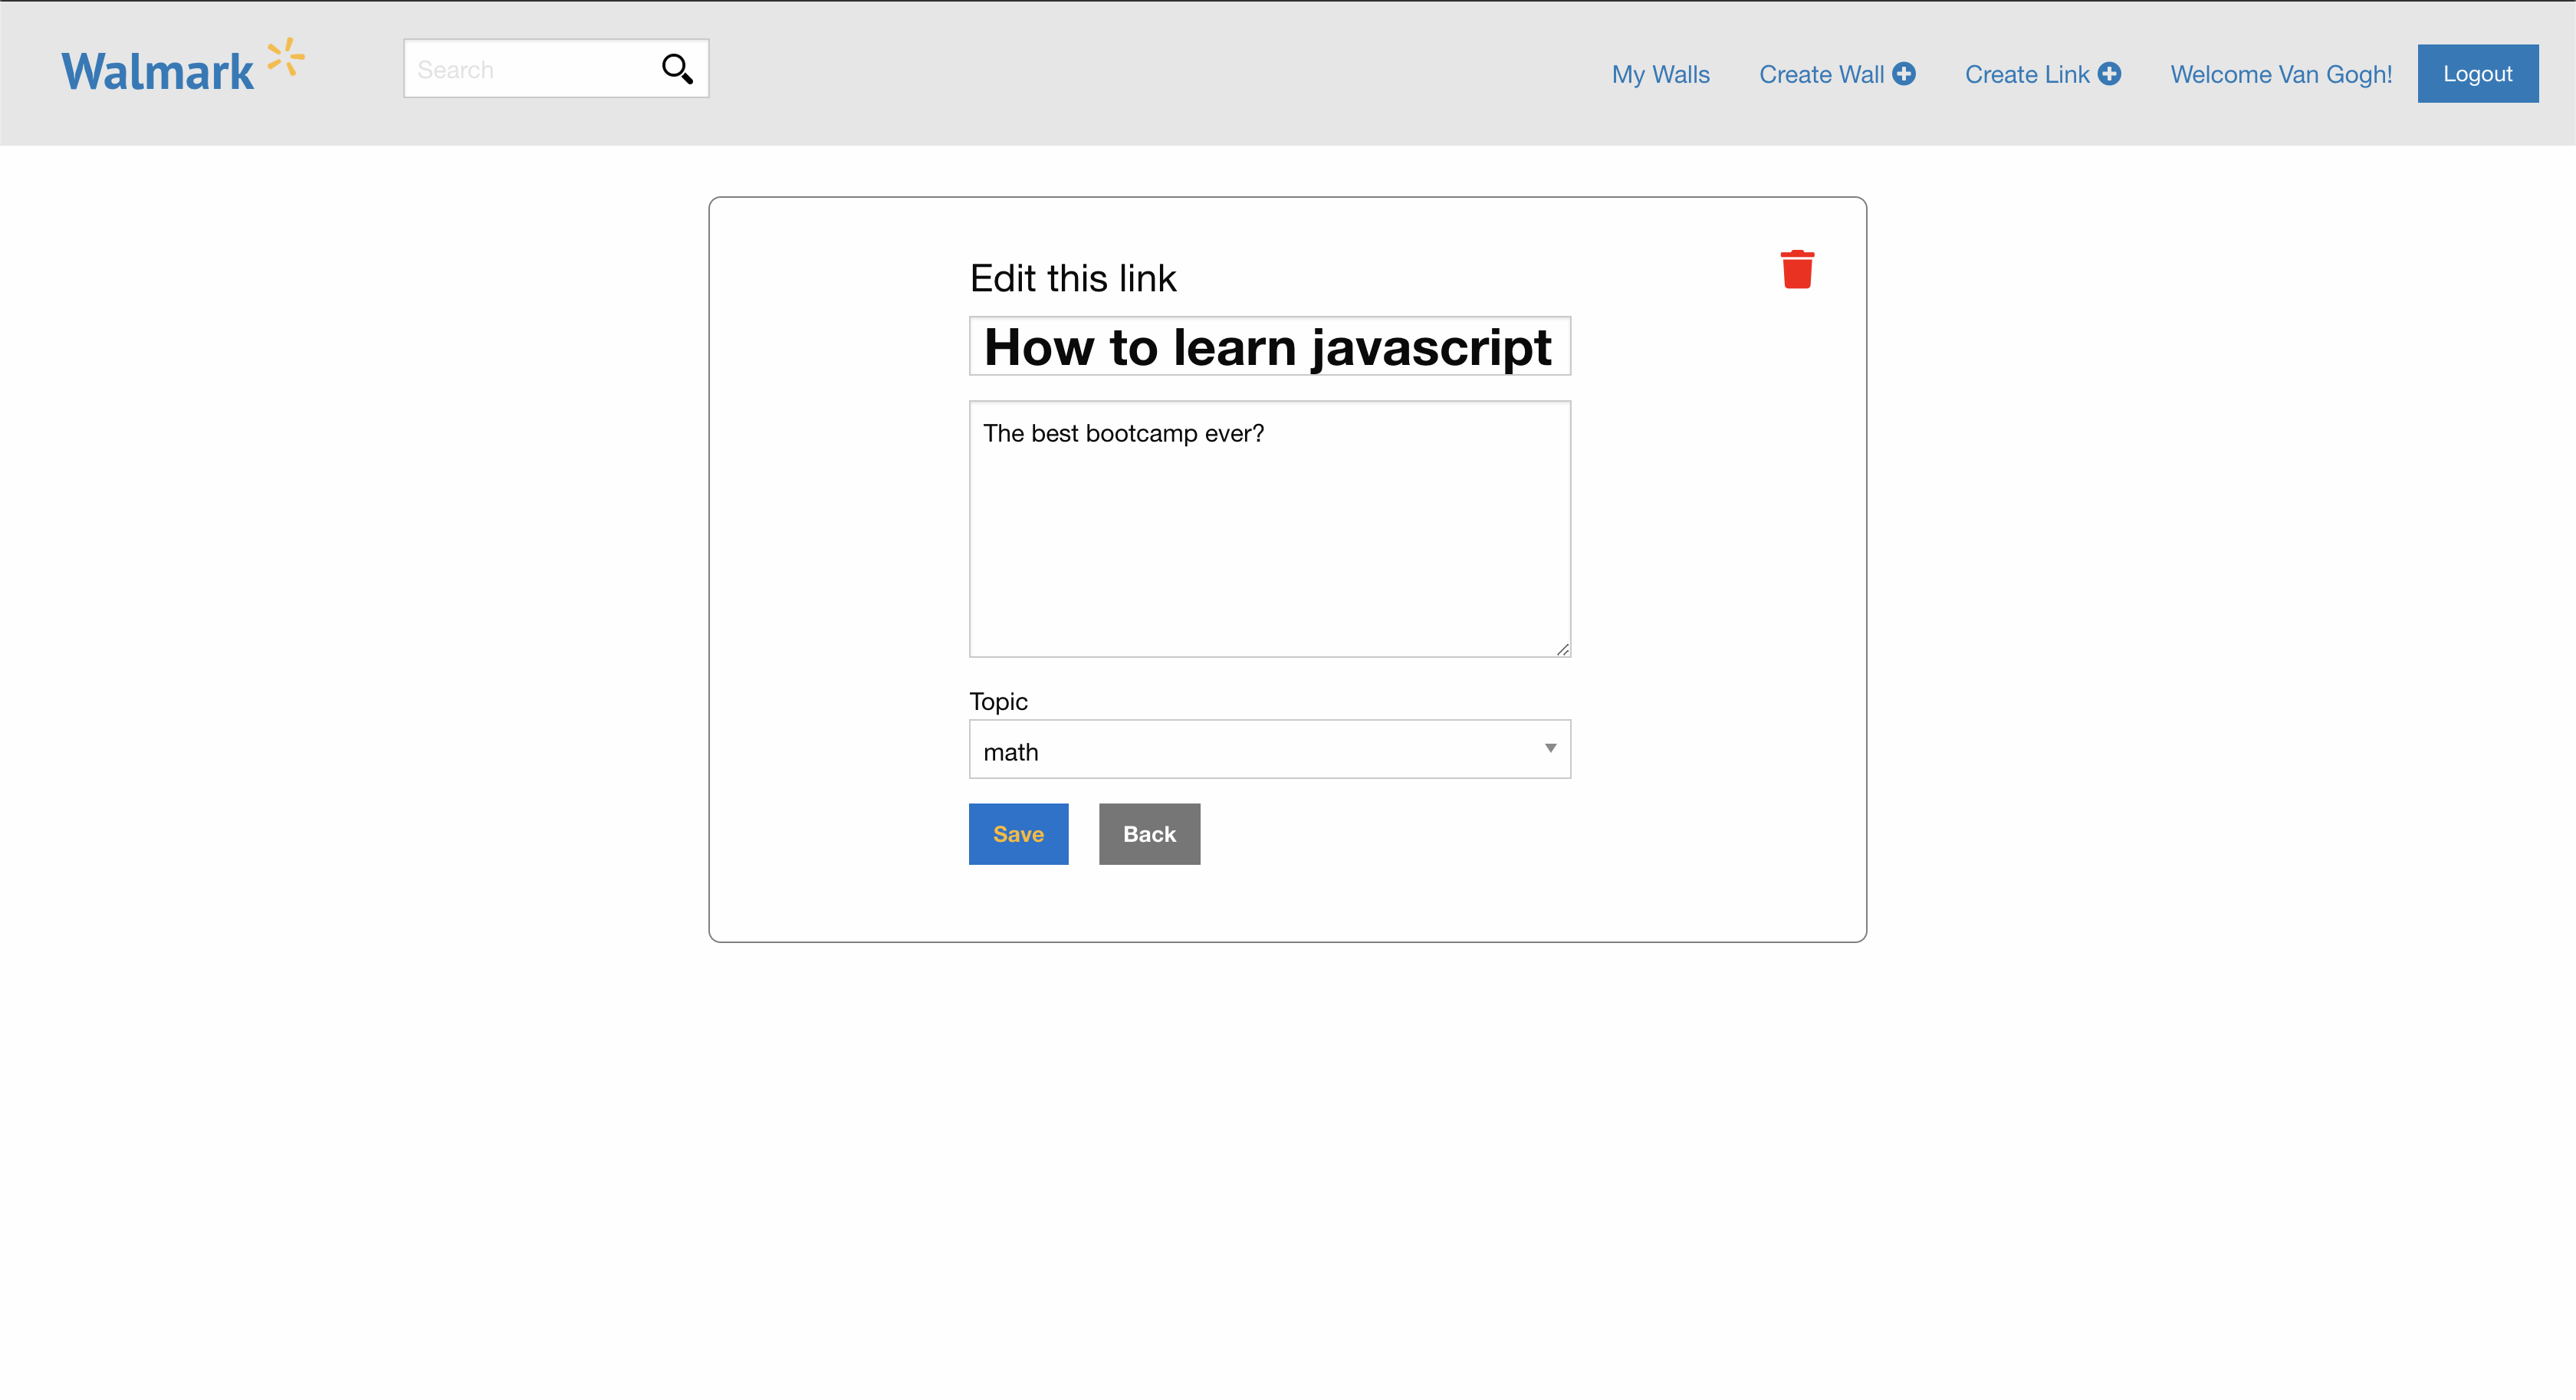 Walmark
Search
My Walls
Create Wall
Create Link
Welcome Van Gogh!
Logout
Edit this link
How to learn javascript
The best bootcamp ever?
Topic
math
Save
Back